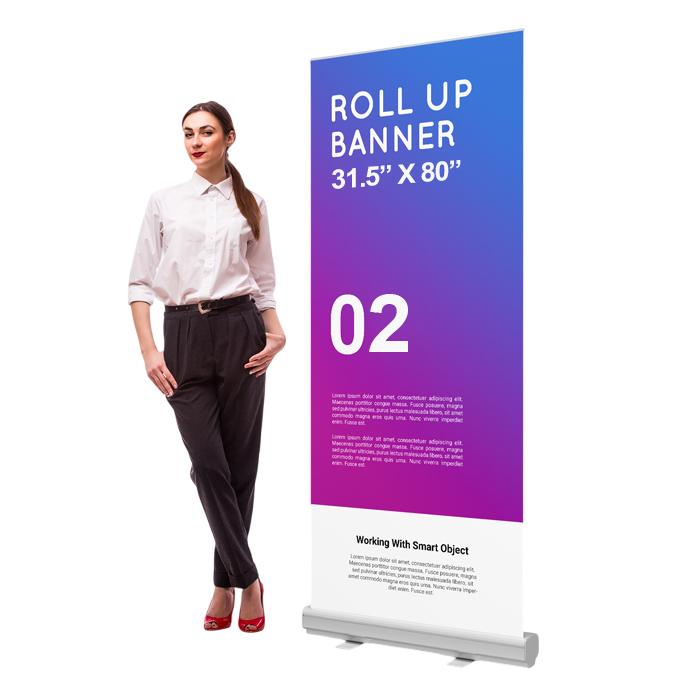 ROLL UP
BANNER
31.5” X 80”
02
Lorem ipsum dolor sit amet, consectetuer adipiscing elit.
Maecenas porttitor congue massa. Fusce posuere, magna
sed pulvinar ultricies, purus lectus malesuada libero, sit amet
commodo magna eros quis urna. Nunc viverra imperdiet
enim. Fusce est.
Lorem ipsum dolor sit amet, consectetuer adipiscing elit.
Maecenas porttitor congue massa. Fusce posuere, magna
sed pulvinar ultricies, purus lectus malesuada libero, sit amet
commodo magna eros quis urna. Nunc viverra imperdiet
enim. Fusce est.
Working With Smart Object
Lorem ipsum dolor sit amet, consectetuer adipiscing
elit. Maecenas porttitor congue massa. Fusce posuere, magna
sed pulvinar ultricies, purus lectus malesuada libero, sit
amet commodo magna eros quis urna. Nunc viverra imper-
diet enim. Fusce est.